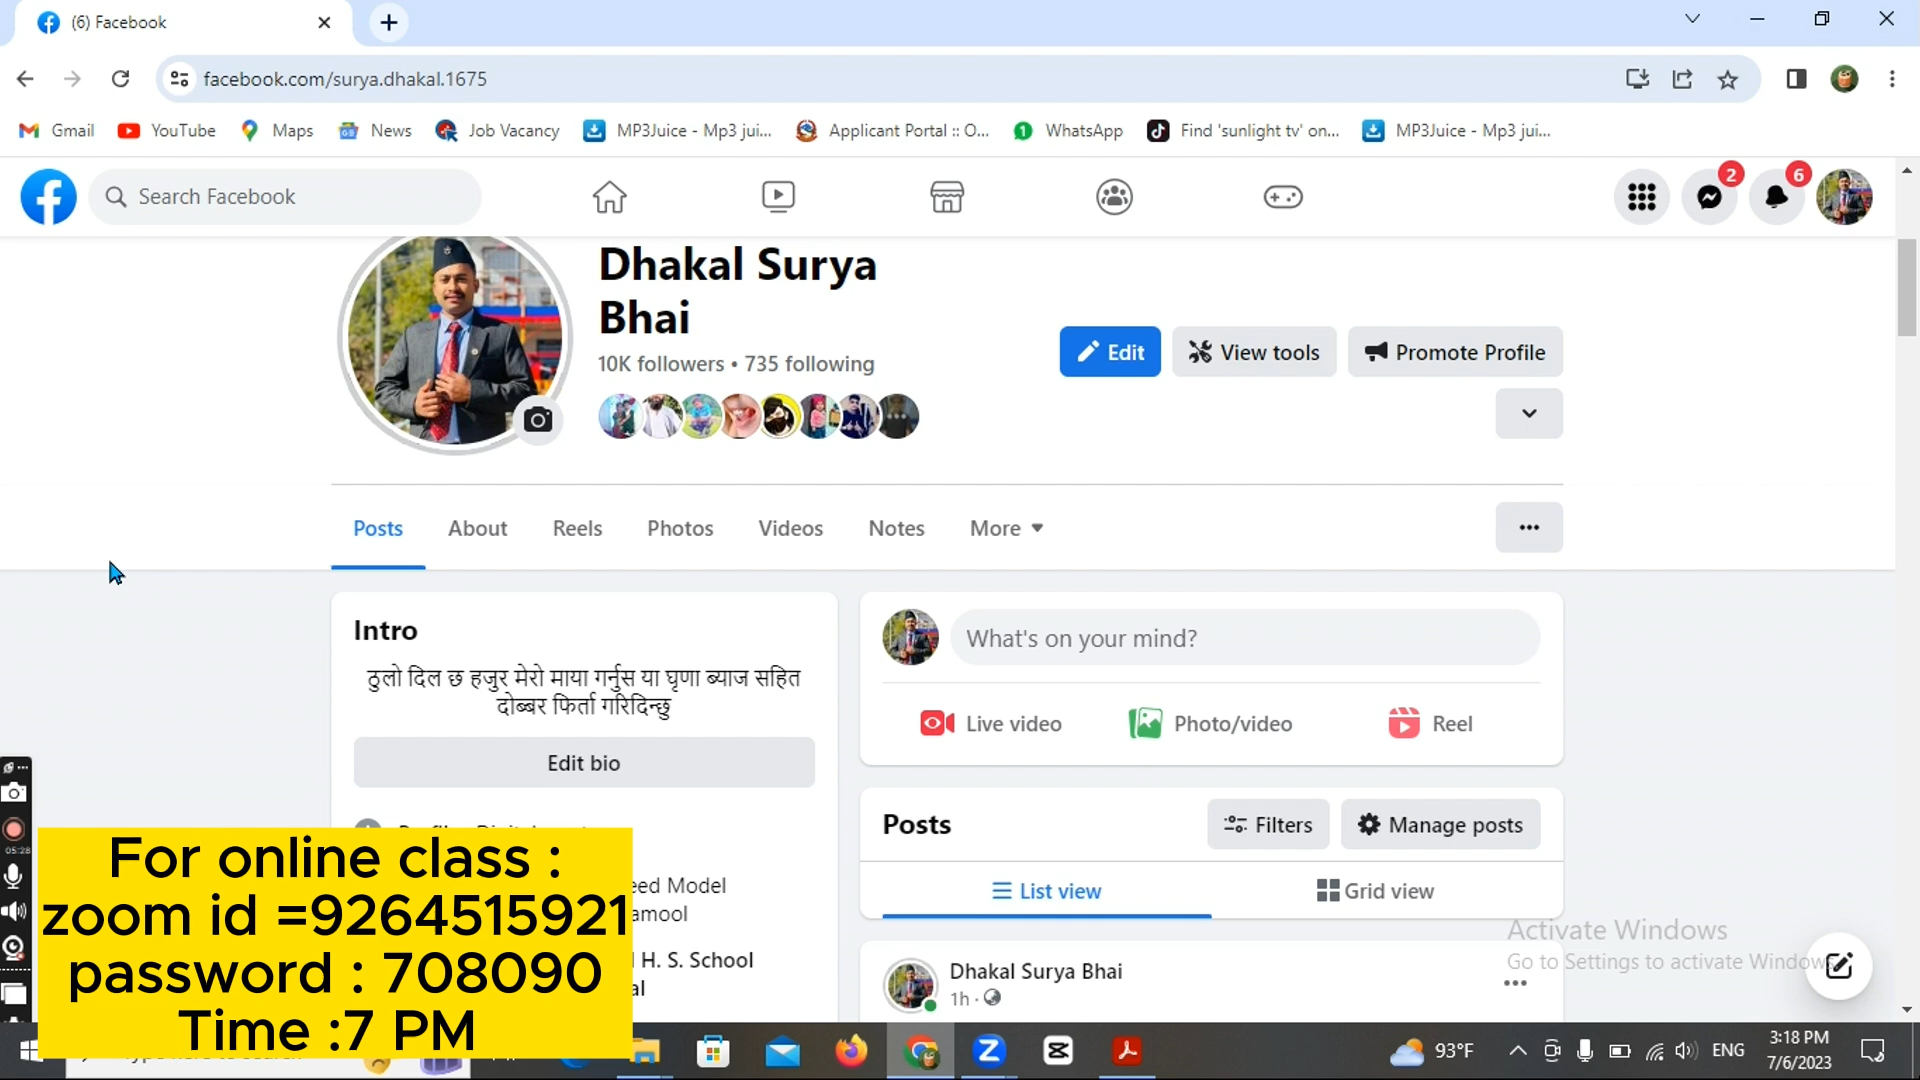 (6) Facebook
facebook.com/surya.dhakal.1675
Gmail YouTube Maps News Job Vacancy MP3Juice - Mp3 jui... Applicant Portal :: O... WhatsApp Find 'sunlight tv' on... MP3Juice - Mp3 jui...
Search Facebook
2 6
Dhakal Surya
Bhai
10K followers • 735 following
Edit View tools Promote Profile
Posts About Reels Photos Videos Notes More
Intro
ठुलो दिल छ हजुर मेरो माया गर्नुस या घृणा ब्याज सहित
दोब्बर फिर्ता गरिदिन्छु
Edit bio
What's on your mind?
Live video Photo/video Reel
Posts Filters Manage posts
List view Grid view
eed Model
amool
H. S. School
al
Dhakal Surya Bhai
1h
Activate Windows
Go to Settings to activate Windows
05:28
For online class :
zoom id =9264515921
password : 708090
Time :7 PM
93°F ENG 3:18 PM
7/6/2023